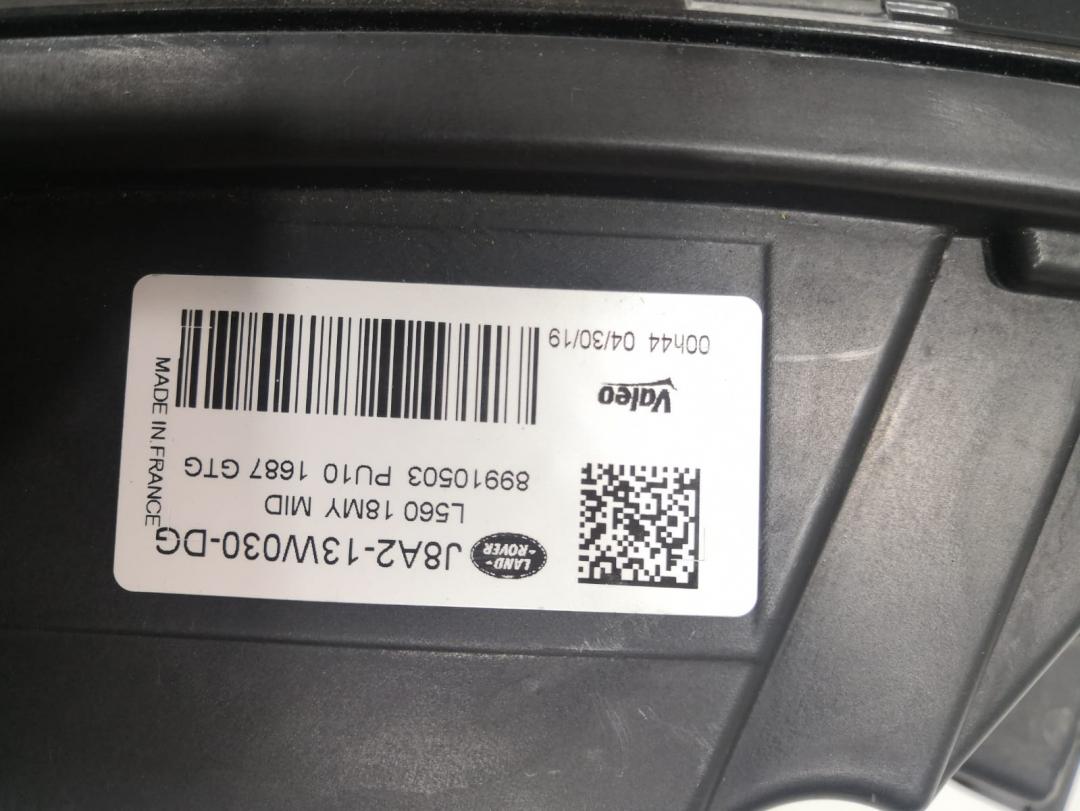 LAND-
-ROVER
J8A2-13W030-DG
L560 18MY MID
89910503 PU10 1687 GTG
Valeo
00h44 04/30/19
MADE IN FRANCE